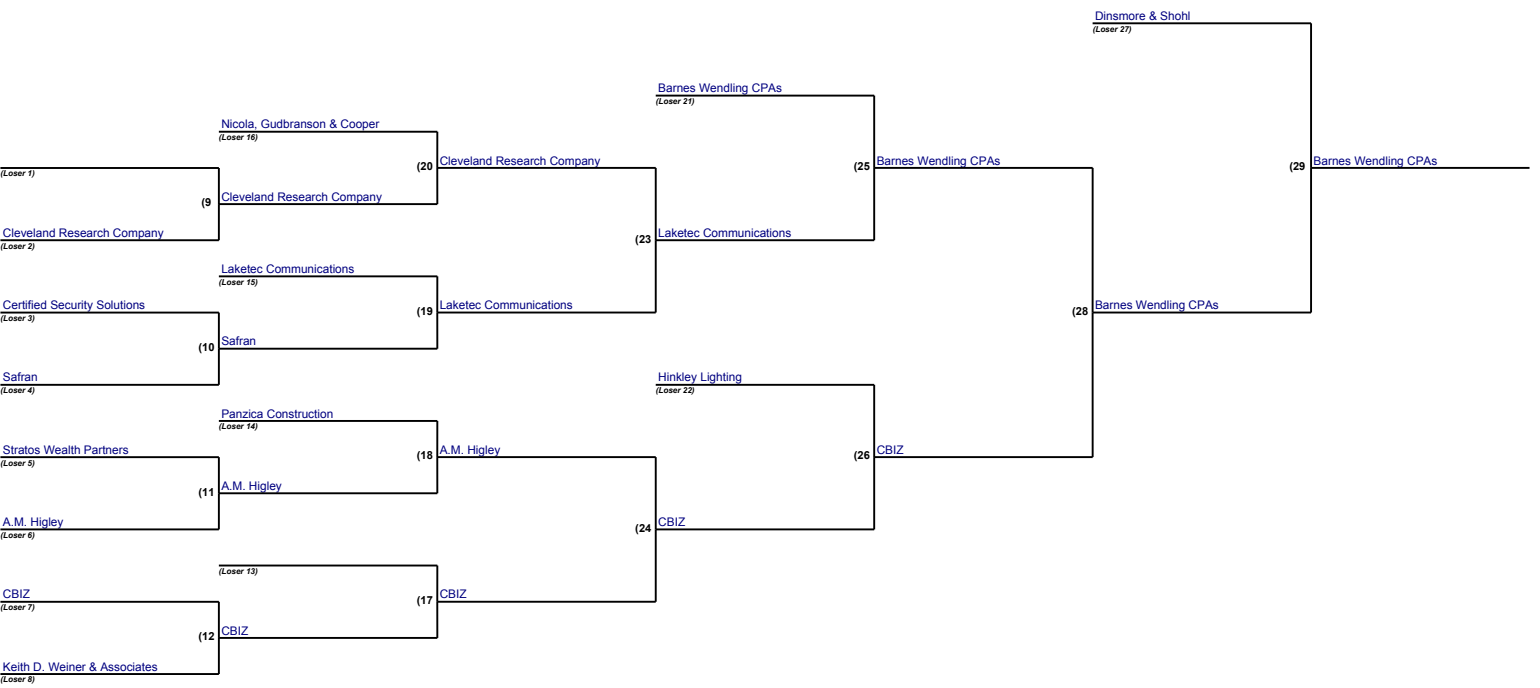 Dinsmore & Shohl
(Loser 27)
Barnes Wendling CPAs
(Loser 21)
Nicola, Gudbranson & Cooper
(Loser 16)
(20 Cleveland Research Company
(25 Barnes Wendling CPAs
(29 Barnes Wendling CPAs
(Loser 1)
(9 Cleveland Research Company
Cleveland Research Company
(Loser 2)
(23 Laketec Communications
Laketec Communications
(Loser 15)
Certified Security Solutions
(Loser 3)
(19 Laketec Communications
(28 Barnes Wendling CPAs
(10 Safran
Safran
(Loser 4)
Hinkley Lighting
(Loser 22)
Panzica Construction
(Loser 14)
Stratos Wealth Partners
(Loser 5)
(18 A.M. Higley
(26 CBIZ
(11 A.M. Higley
A.M. Higley
(Loser 6)
(24 CBIZ
(Loser 13)
CBIZ
(Loser 7)
(17 CBIZ
(12 CBIZ
Keith D. Weiner & Associates
(Loser 8)